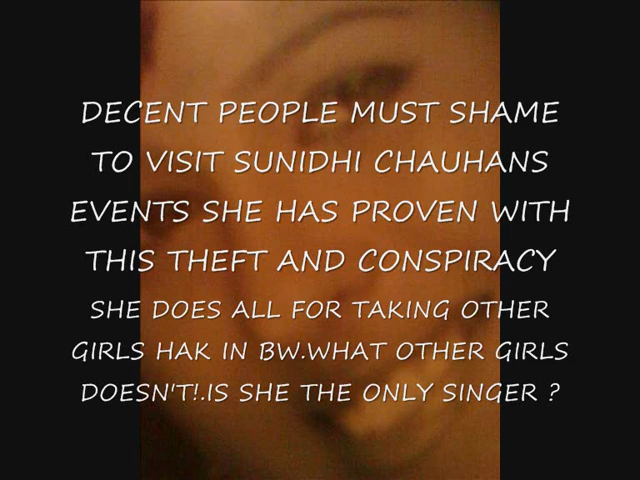 DECENT PEOPLE MUST SHAME
TO VISIT SUNIDHI CHAUHANS
EVENTS SHE HAS PROVEN WITH
THIS THEFT AND CONSPIRACY
SHE DOES ALL FOR TAKING OTHER
GIRLS HAK IN BW.WHAT OTHER GIRLS
DOESN'T!.IS SHE THE ONLY SINGER ?